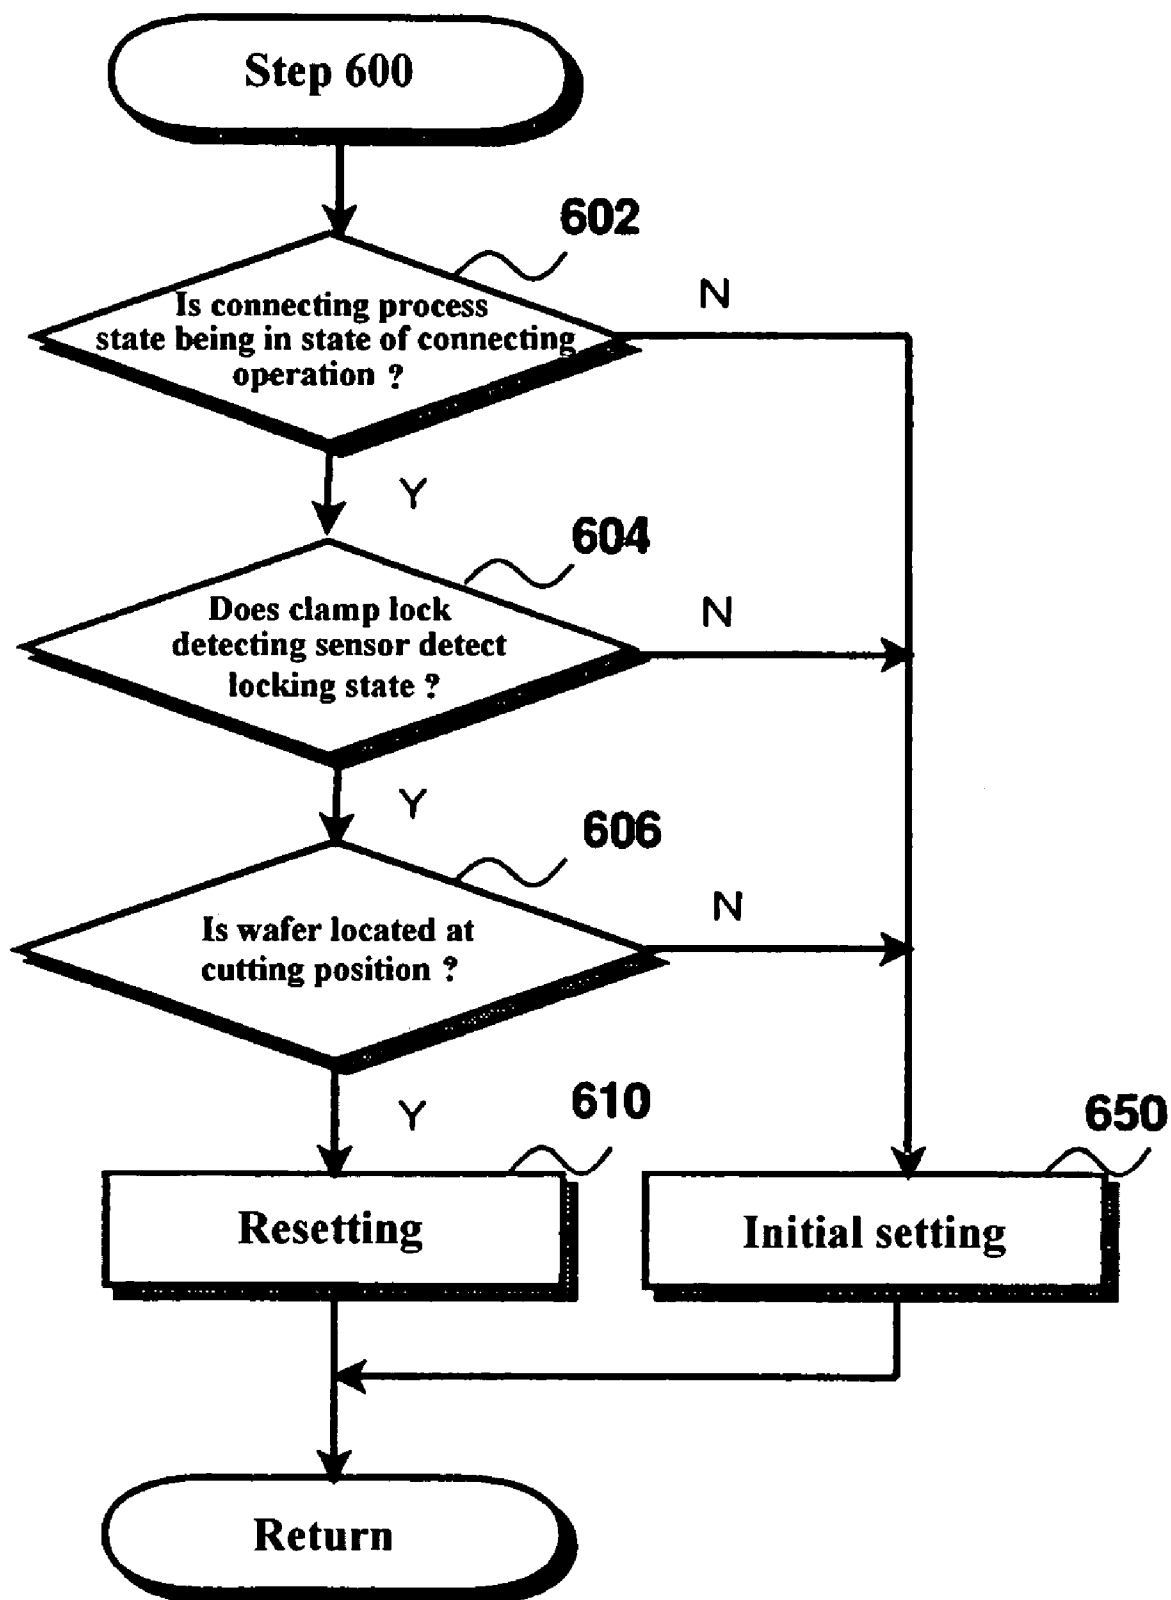 Step 600
602
Is connecting process
state being in state of connecting
operation ?
N
Y
604
Does clamp lock
detecting sensor detect
locking state ?
N
Y
606
Is wafer located at
cutting position ?
N
Y
610
Resetting
650
Initial setting
Return